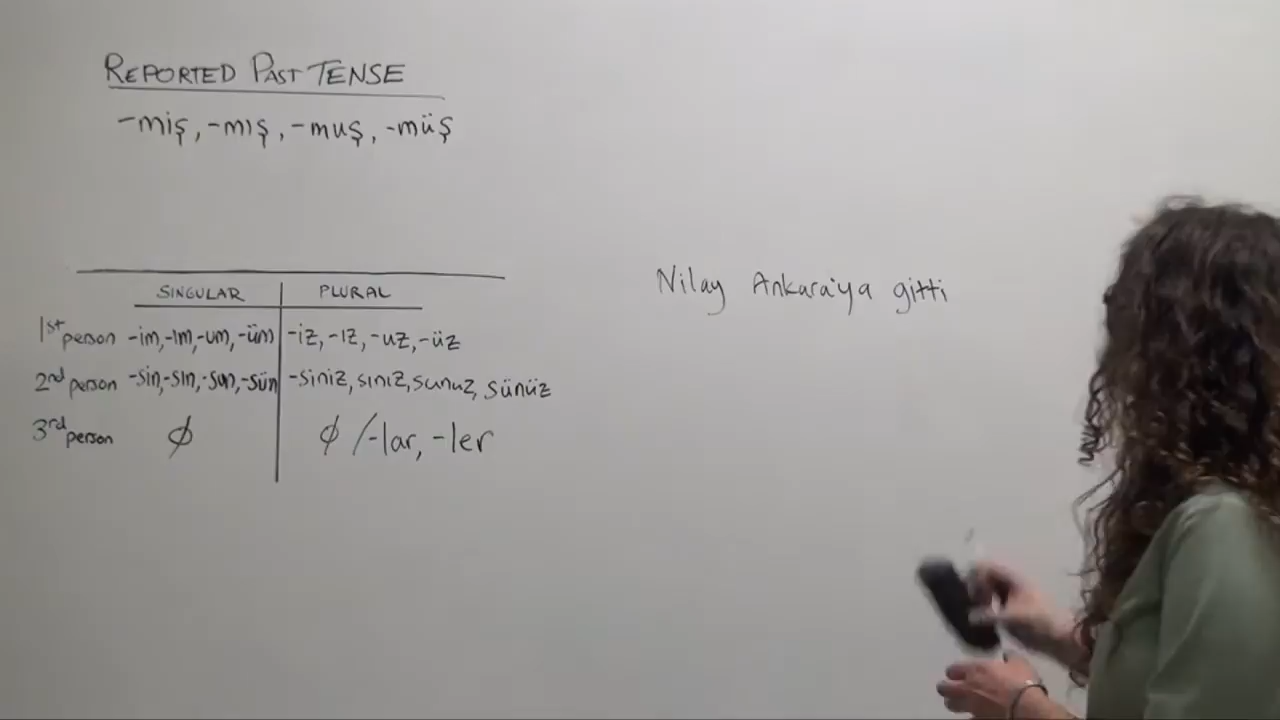 REPORTED PAST TENSE
-miş, -mış, -muş, -müş
SINGULAR PLURAL
1st person -im, -ım, -um, -üm -iz, -ız, -uz, -üz
2nd person -sin, -sın, -sun, -sün -siniz, sınız, sunuz, sünüz
3rd person ϕ ϕ / -lar, -ler
Nilay Ankara'ya gitti